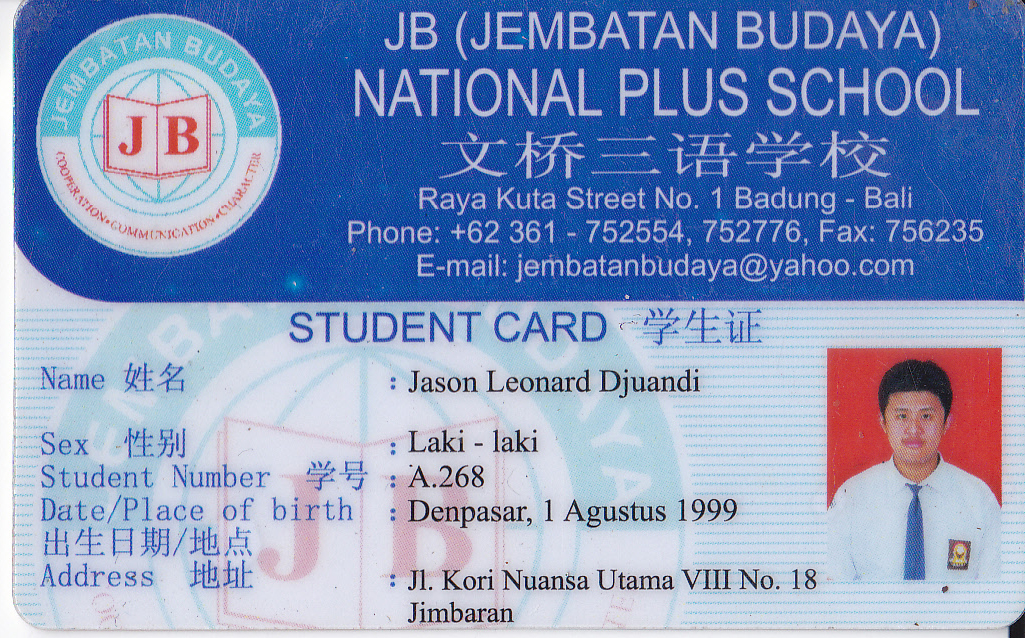 JEMBATAN BUDAYA
JB
COOPERATION • COMMUNICATION • CHARACTER
JB (JEMBATAN BUDAYA)
NATIONAL PLUS SCHOOL
文桥三语学校
Raya Kuta Street No. 1 Badung - Bali
Phone: +62 361 - 752554, 752776, Fax: 756235
E-mail: jembatanbudaya@yahoo.com
STUDENT CARD 学生证
Name 姓名 : Jason Leonard Djuandi
Sex 性别 : Laki - laki
Student Number 学号 : A.268
Date/Place of birth : Denpasar, 1 Agustus 1999
出生日期/地点
Address 地址 : Jl. Kori Nuansa Utama VIII No. 18
Jimbaran